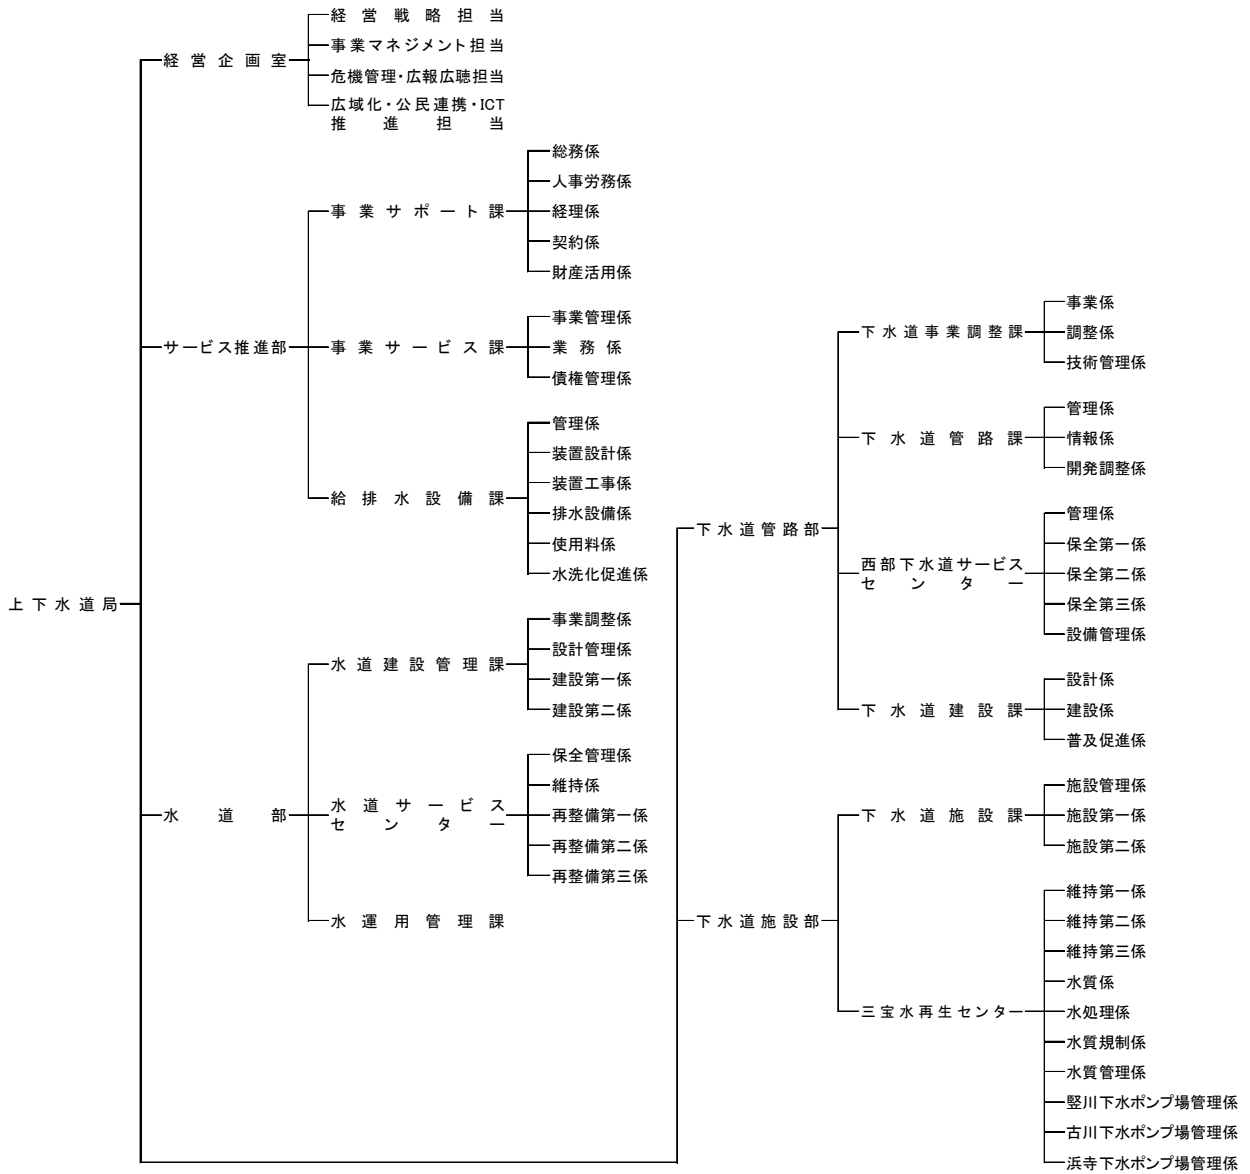 上下水道局
経営企画室
経営戦略担当
事業マネジメント担当
危機管理・広報広聴担当
広域化・公民連携・ICT
推進担当
サービス推進部
事業サポート課
総務係
人事労務係
経理係
契約係
財産活用係
事業サービス課
事業管理係
業務係
債権管理係
給排水設備課
管理係
装置設計係
装置工事係
排水設備係
使用料係
水洗化促進係
水道部
水道建設管理課
事業調整係
設計管理係
建設第一係
建設第二係
水道サービス
センター
保全管理係
維持係
再整備第一係
再整備第二係
再整備第三係
水運用管理課
下水道管路部
下水道事業調整課
事業係
調整係
技術管理係
下水道管路課
管理係
情報係
開発調整係
西部下水道サービス
センター
管理係
保全第一係
保全第二係
保全第三係
設備管理係
下水道建設課
設計係
建設係
普及促進係
下水道施設部
下水道施設課
施設管理係
施設第一係
施設第二係
三宝水再生センター
維持第一係
維持第二係
維持第三係
水質係
水処理係
水質規制係
水質管理係
竪川下水ポンプ場管理係
古川下水ポンプ場管理係
浜寺下水ポンプ場管理係